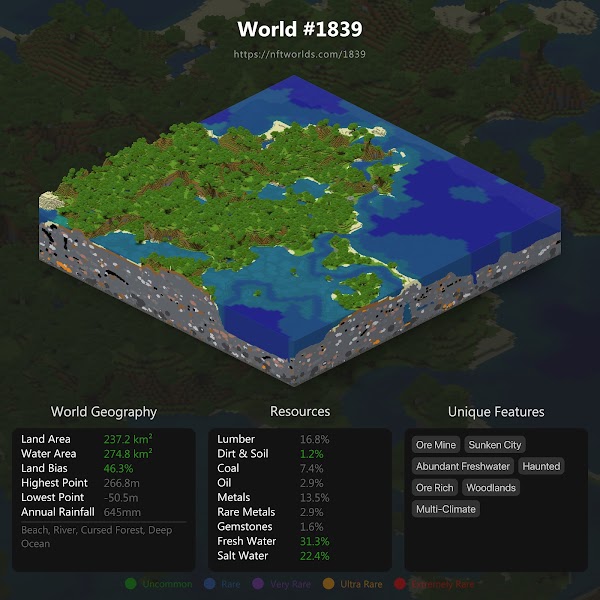 World #1839
https://nftworlds.com/1839
World Geography
Land Area 237.2 km²
Water Area 274.8 km²
Land Bias 46.3%
Highest Point 266.8m
Lowest Point -50.5m
Annual Rainfall 645mm
Beach, River, Cursed Forest, Deep
Ocean
Resources
Lumber 16.8%
Dirt & Soil 1.2%
Coal 7.4%
Oil 2.9%
Metals 13.5%
Rare Metals 2.9%
Gemstones 1.6%
Fresh Water 31.3%
Salt Water 22.4%
Unique Features
Ore Mine Sunken City
Abundant Freshwater Haunted
Ore Rich Woodlands
Multi-Climate
Uncommon Rare Very Rare Ultra Rare Extremely Rare